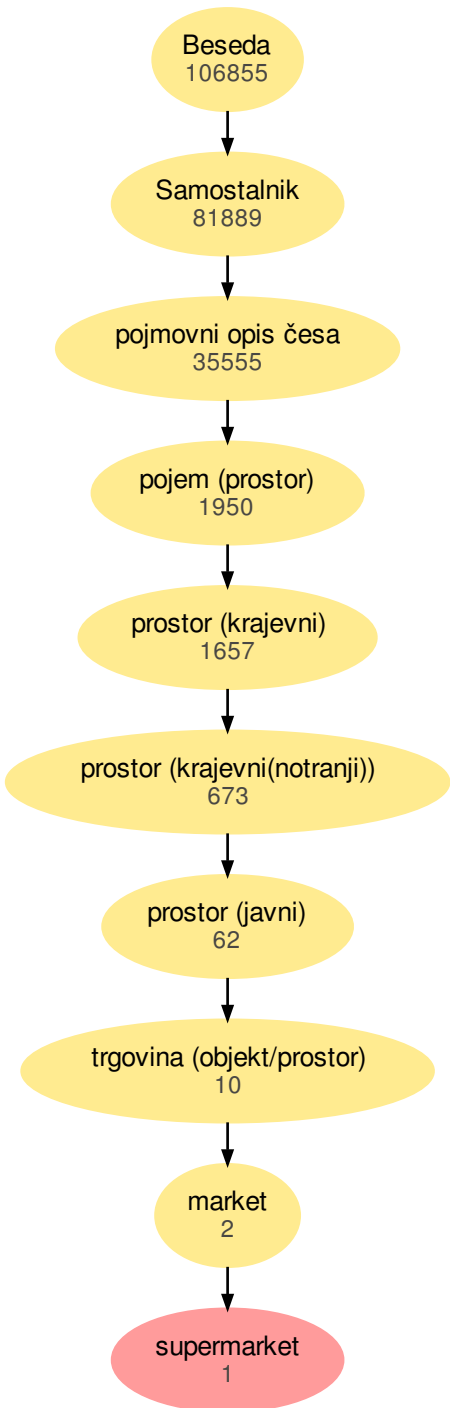 Beseda
106855
Samostalnik
81889
pojmovni opis česa
35555
pojem (prostor)
1950
prostor (krajevni)
1657
prostor (krajevni(notranji))
673
prostor (javni)
62
trgovina (objekt/prostor)
10
market
2
supermarket
1